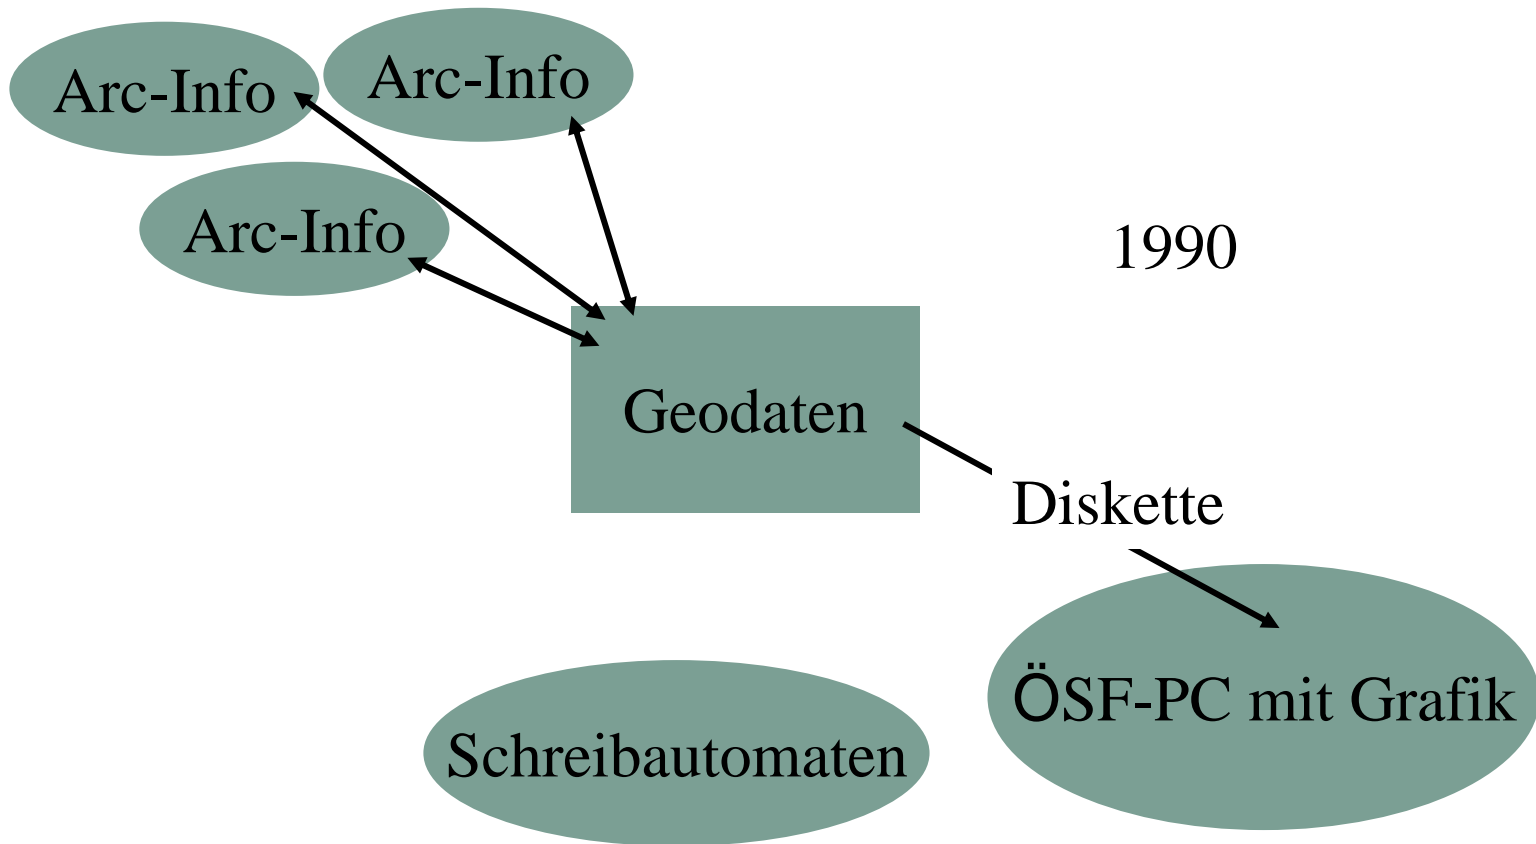 Arc-Info
Arc-Info
Arc-Info
1990
Geodaten
Diskette
ÖSF-PC mit Grafik
Schreibautomaten